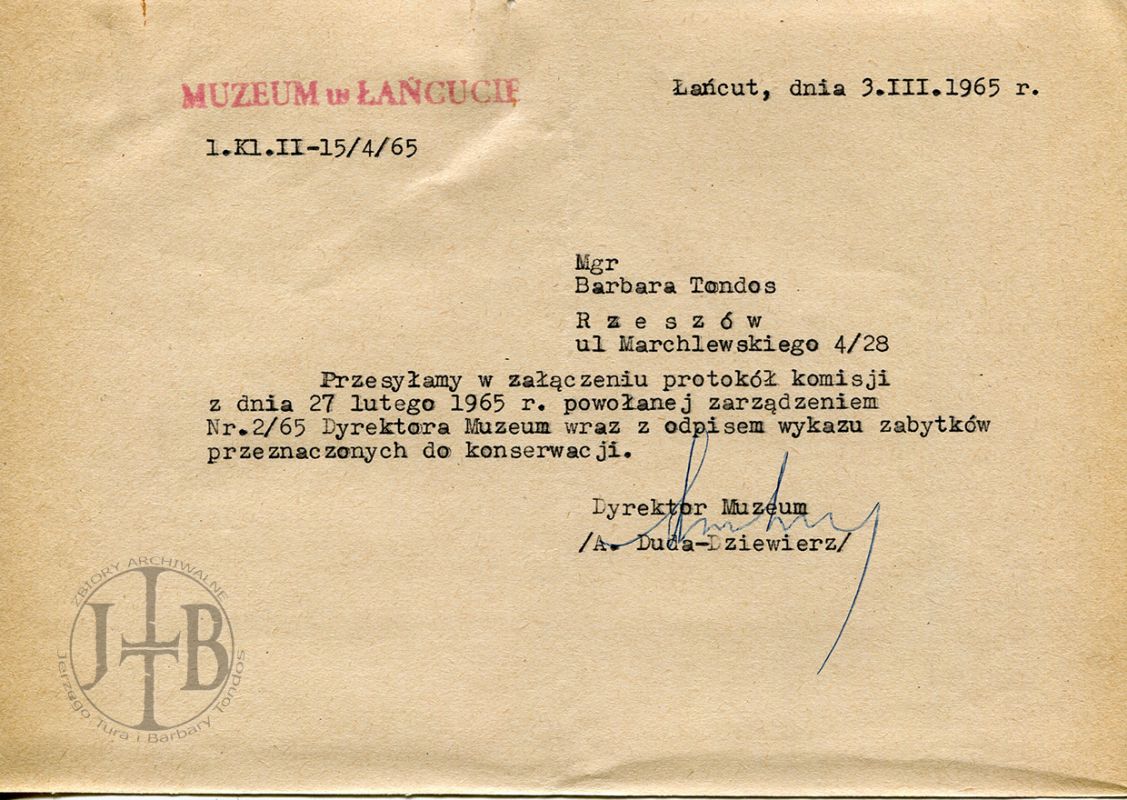 MUZEUM w ŁAŃCUCIE
Łańcut, dnia 3.III.1965 r.
1.Kl.II-15/4/65
Mgr
Barbara Tondos
R z e s z ó w
ul Marchlewskiego 4/28
Przesyłamy w załączeniu protokół komisji
z dnia 27 lutego 1965 r. powołanej zarządzeniem
Nr.2/65 Dyrektora Muzeum wraz z odpisem wykazu zabytków
przeznaczonych do konserwacji.
Dyrektor Muzeum
/A. Duda-Dziewierz/
ZBIORY ARCHIWALNE
JTB
Jerzego Tura i Barbary Tondos